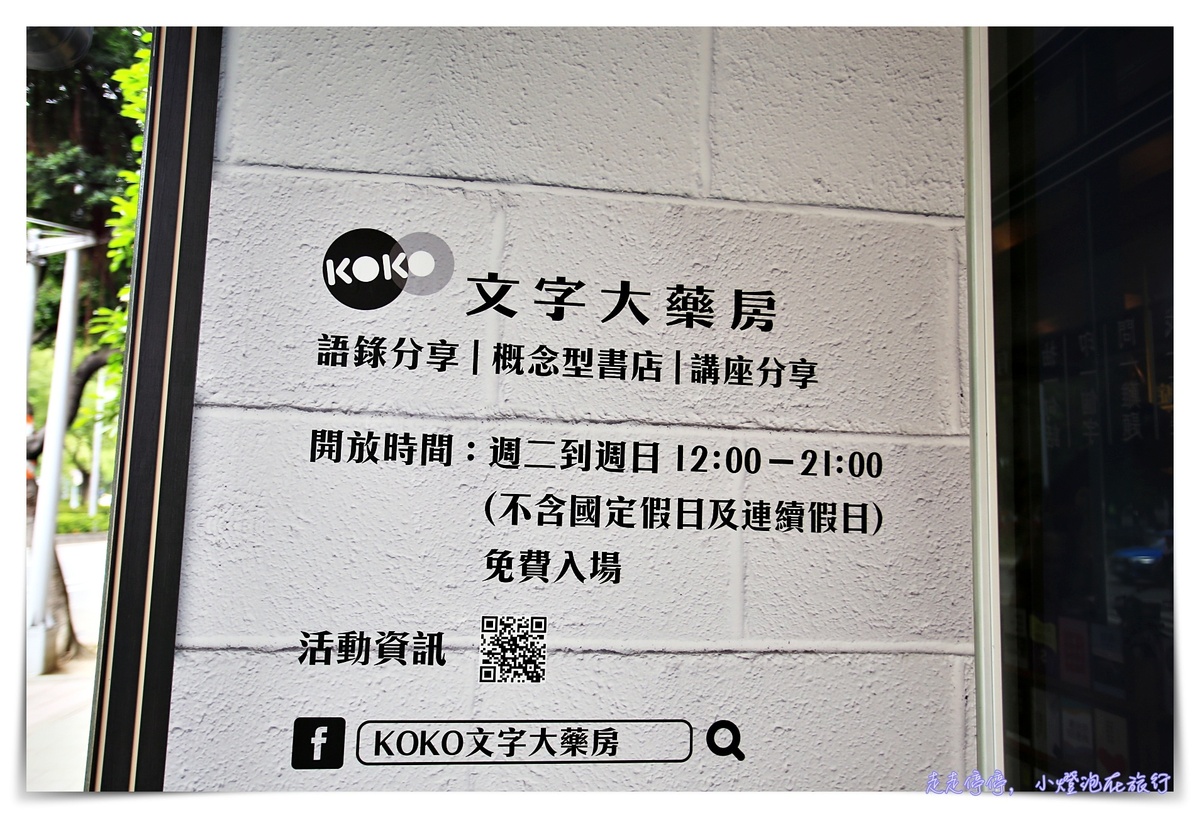 KOKO 文字大藥房
語錄分享 | 概念型書店 | 講座分享
開放時間：週二到週日 12:00－21:00
(不含國定假日及連續假日)
免費入場
活動資訊
f KOKO文字大藥房
走走停停，小燈泡在旅行